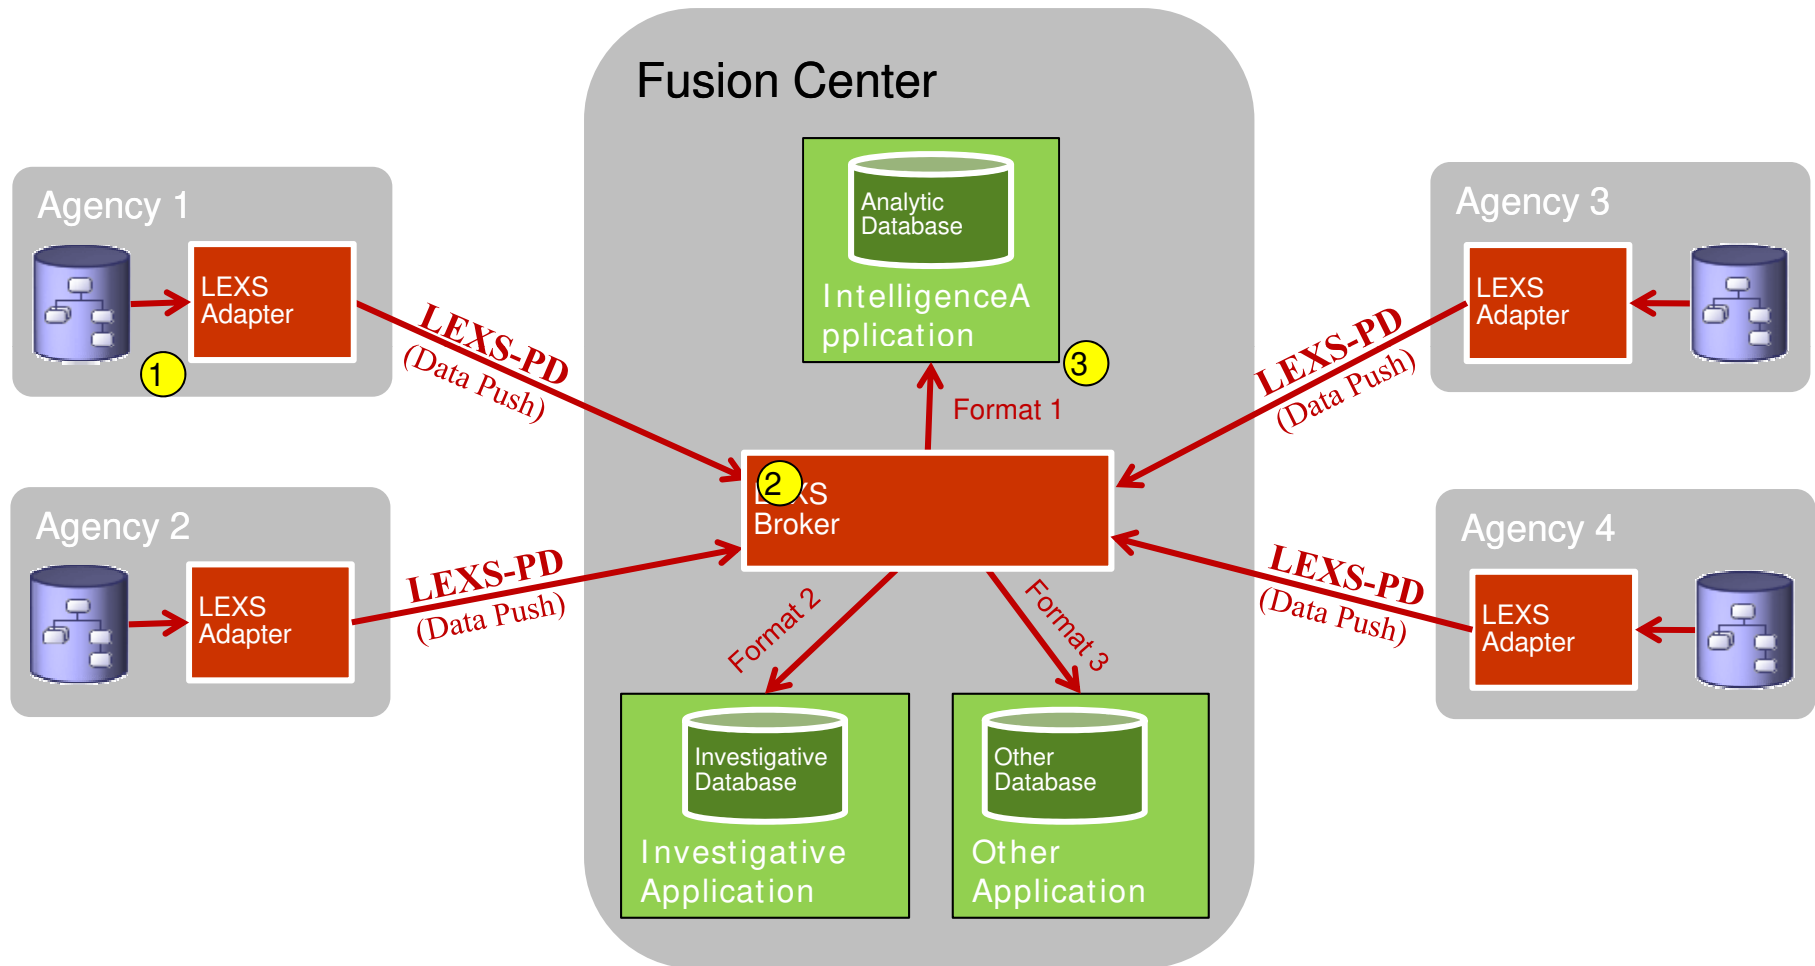 Fusion Center
Agency 1
LEXS
Adapter
1
LEXS-PD
(Data Push)
Agency 2
LEXS
Adapter
LEXS-PD
(Data Push)
Analytic
Database
IntelligenceA
pplication
3
Format 1
2
XS
Broker
Format 2
Format 3
Investigative
Database
Investigative
Application
Other
Database
Other
Application
Agency 3
LEXS
Adapter
LEXS-PD
(Data Push)
Agency 4
LEXS
Adapter
LEXS-PD
(Data Push)